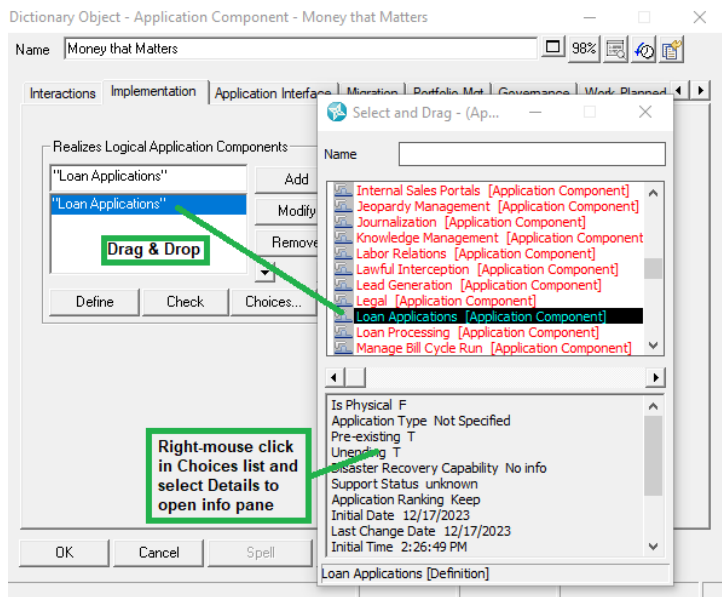 Dictionary Object - Application Component - Money that Matters
Name Money that Matters
98%
Interactions Implementation Application Interface Migration Portfolio Mgt Governance Work Planned
Realizes Logical Application Components
"Loan Applications"
"Loan Applications"
Add
Modify
Remove
Drag & Drop
Define Check Choices...
Select and Drag - (Ap...
Name
Internal Sales Portals [Application Component]
Jeopardy Management [Application Component]
Journalization [Application Component]
Knowledge Management [Application Component
Labor Relations [Application Component]
Lawful Interception [Application Component]
Lead Generation [Application Component]
Legal [Application Component]
Loan Applications [Application Component]
Loan Processing [Application Component]
Manage Bill Cycle Run [Application Component]
Is Physical F
Application Type Not Specified
Pre-existing T
Unending T
Disaster Recovery Capability No info
Support Status unknown
Application Ranking Keep
Initial Date 12/17/2023
Last Change Date 12/17/2023
Initial Time 2:26:49 PM
Loan Applications [Definition]
Right-mouse click
in Choices list and
select Details to
open info pane
OK Cancel Spell